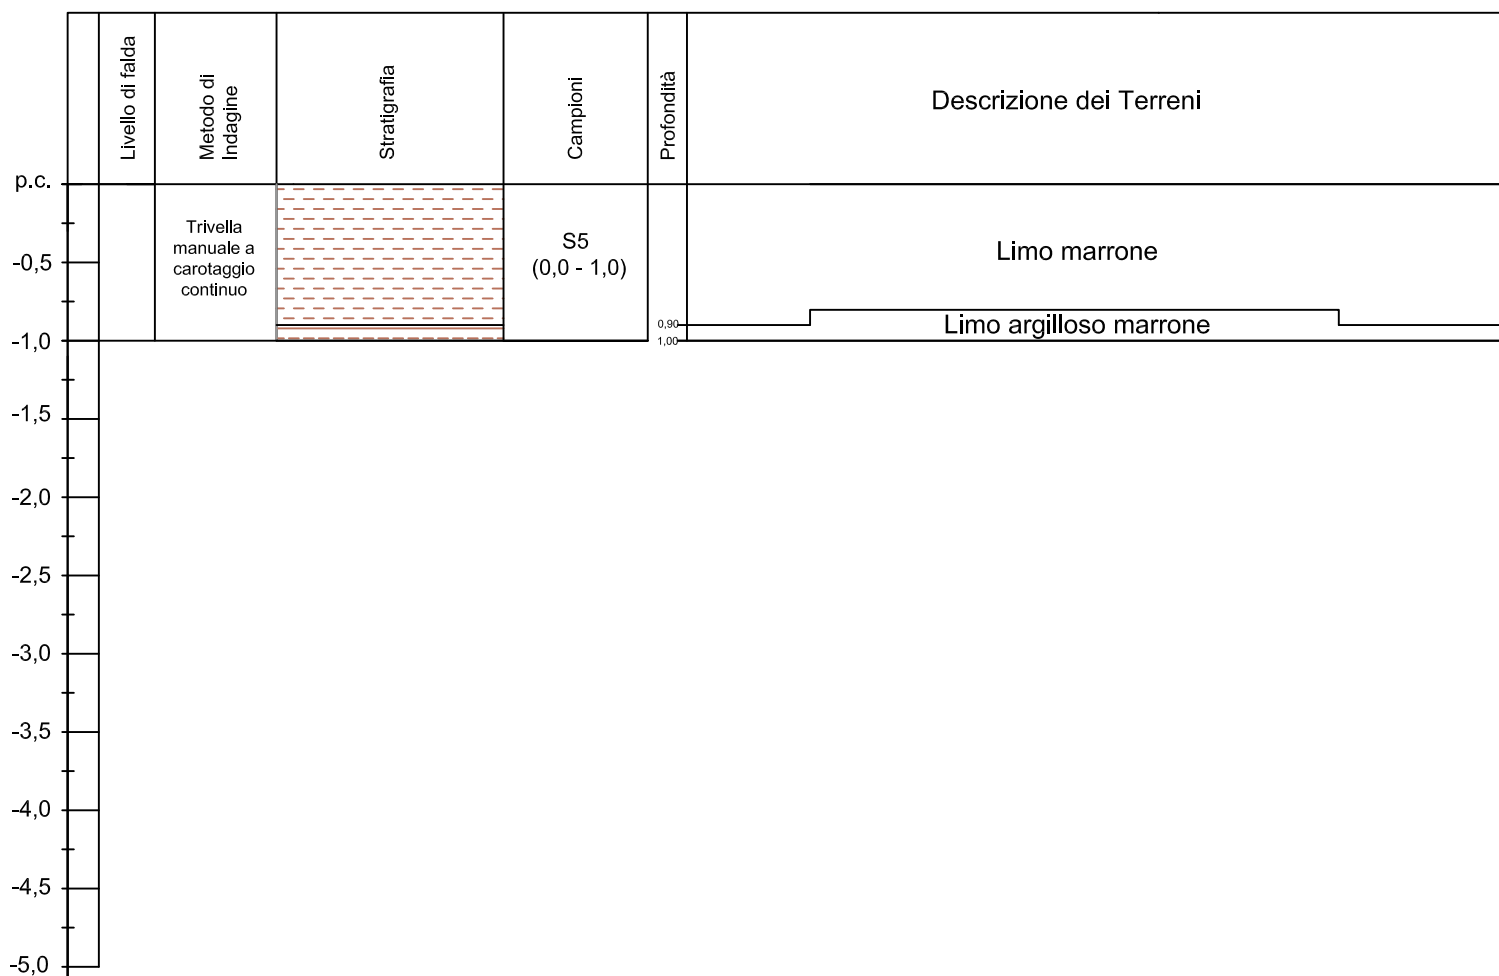 Livello di falda
Metodo di
Indagine
Stratigrafia
Campioni
Profondità
Descrizione dei Terreni
p.c.
Trivella
manuale a
carotaggio
continuo
S5
(0,0 - 1,0)
Limo marrone
-0,5
0,90
Limo argilloso marrone
-1,0
1,00
-1,5
-2,0
-2,5
-3,0
-3,5
-4,0
-4,5
-5,0